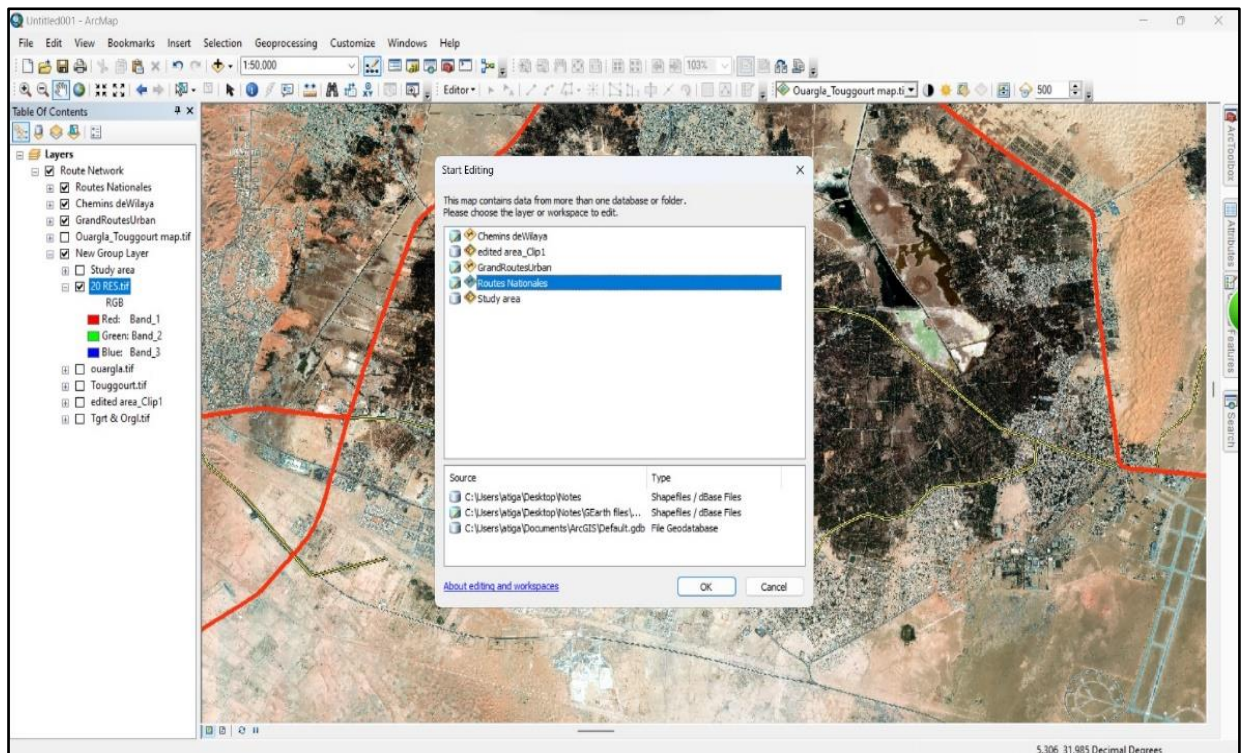 Untitled001 - ArcMap
File Edit View Bookmarks Insert Selection Geoprocessing Customize Windows Help
1:50,000
103%
Editor
Ouargla_Touggourt map.ti
500
Table Of Contents
Layers
Route Network
Routes Nationales
Chemins deWilaya
GrandRoutesUrban
Ouargla_Touggourt map.tif
New Group Layer
Study area
20 RES.tif
RGB
Red: Band_1
Green: Band_2
Blue: Band_3
ouargla.tif
Touggourt.tif
edited area_Clip1
Tgrt & Orgl.tif
Start Editing
This map contains data from more than one database or folder.
Please choose the layer or workspace to edit.
Chemins deWilaya
edited area_Clip1
GrandRoutesUrban
Routes Nationales
Study area
Source Type
C:\Users\atiga\Desktop\Notes Shapefiles / dBase Files
C:\Users\atiga\Desktop\Notes\GEarth files\... Shapefiles / dBase Files
C:\Users\atiga\Documents\ArcGIS\Default.gdb File Geodatabase
About editing and workspaces
OK Cancel
ArcToolbox
Attributes
Features
Search
5.306 31.985 Decimal Degrees